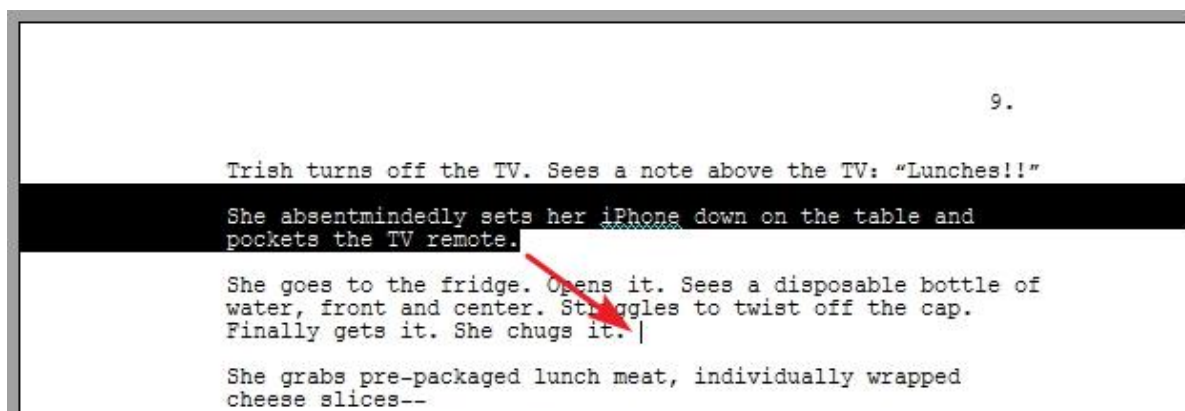 9.
Trish turns off the TV. Sees a note above the TV: “Lunches!!”
She absentmindedly sets her iPhone down on the table and
pockets the TV remote.
She goes to the fridge. Opens it. Sees a disposable bottle of
water, front and center. Struggles to twist off the cap.
Finally gets it. She chugs it.
She grabs pre-packaged lunch meat, individually wrapped
cheese slices--